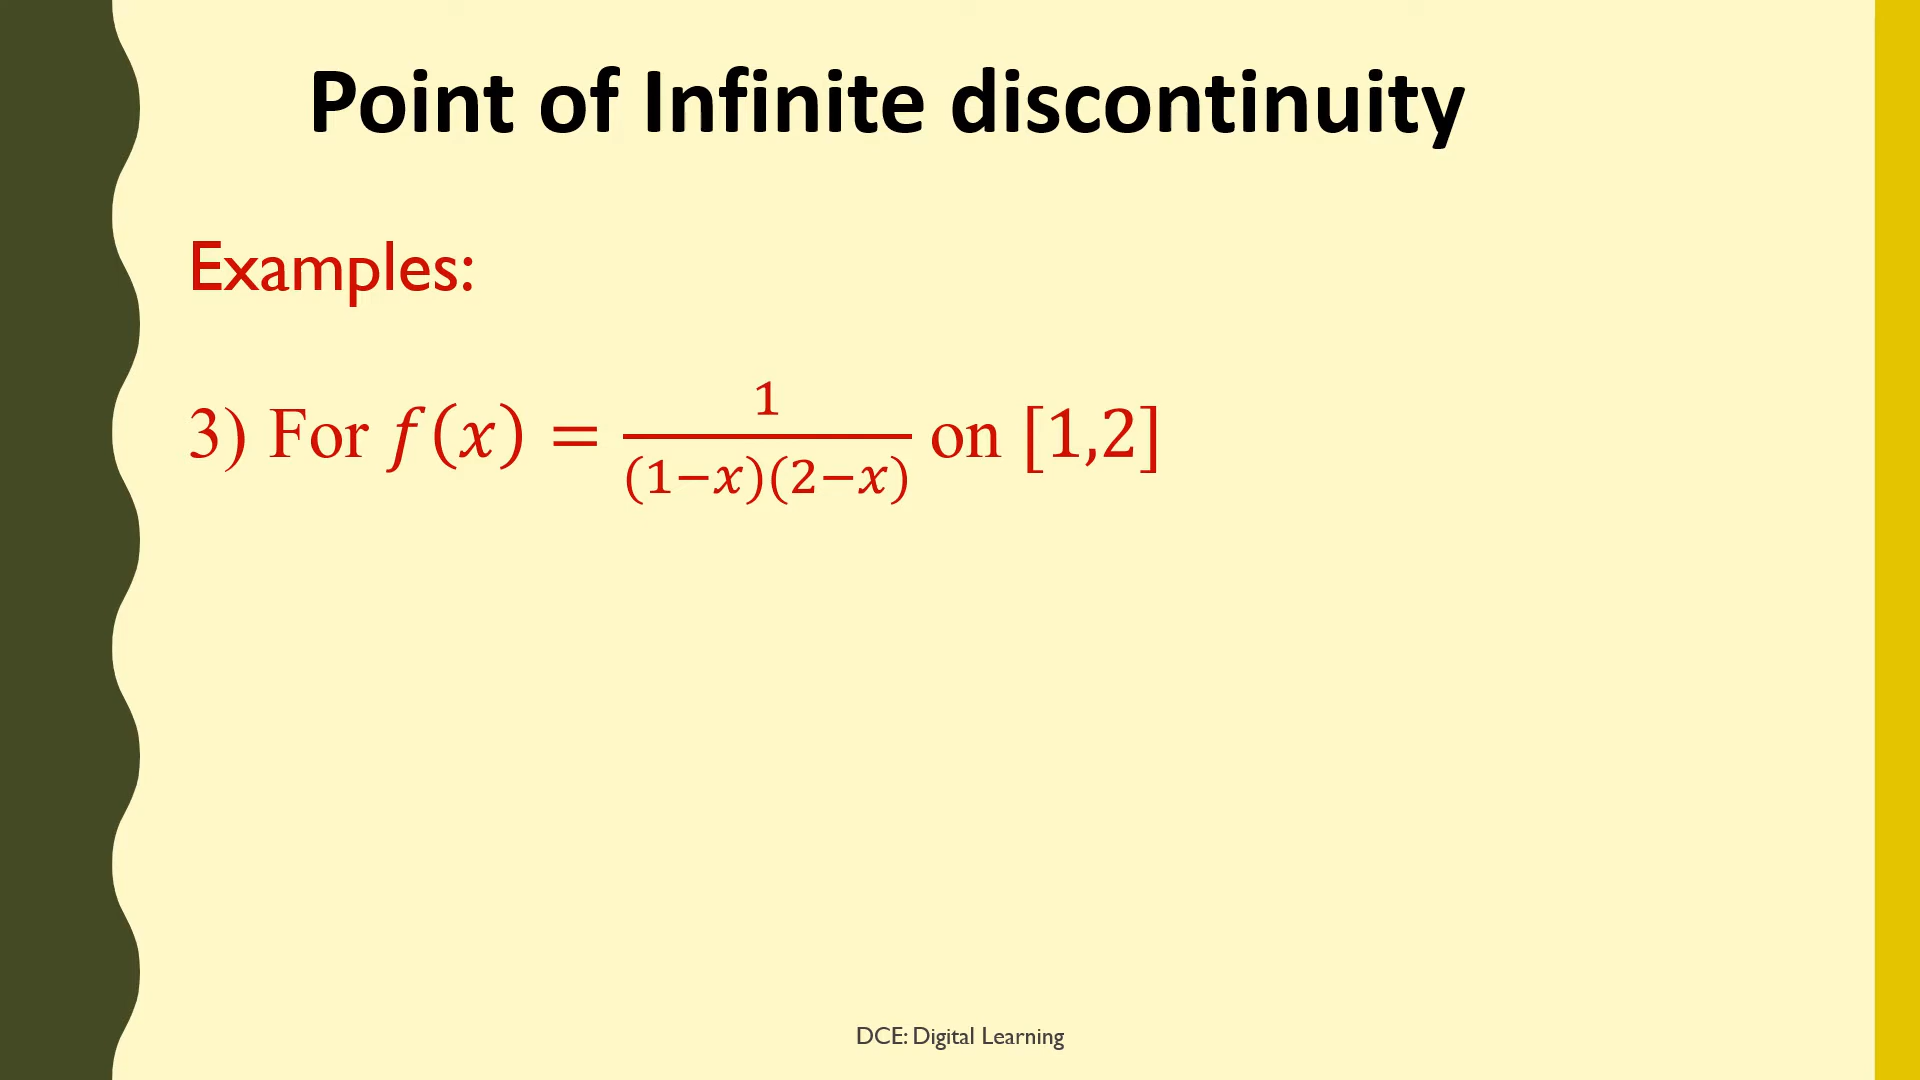 Point of Infinite discontinuity
Examples:
3) For f(x) = 1/((1−x)(2−x)) on [1,2]
DCE: Digital Learning